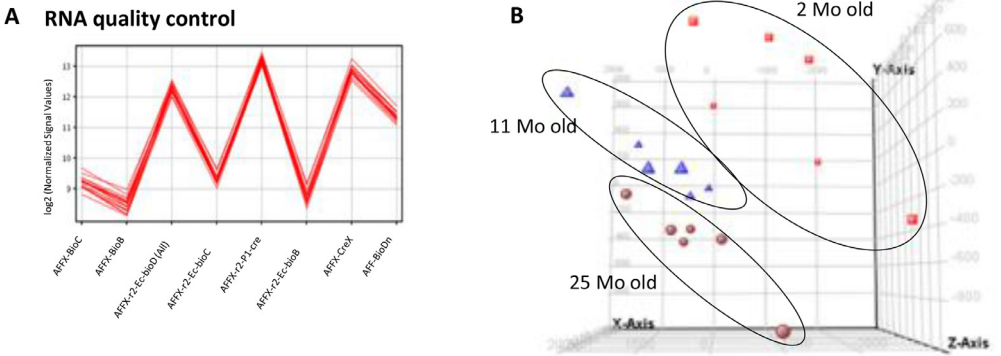 A RNA quality control
log2 (Normalized Signal Values)
13
12
11
10
9
AFFX-BioC
AFFX-BioB
AFFX-r2-Ec-bioD (All)
AFFX-r2-Ec-bioC
AFFX-r2-P1-cre
AFFX-r2-Ec-bioB
AFFX-CreX
AFF-BioDn
B
2 Mo old
11 Mo old
25 Mo old
Y-Axis
X-Axis
Z-Axis
600
400
200
0
-200
-400
-600
-800